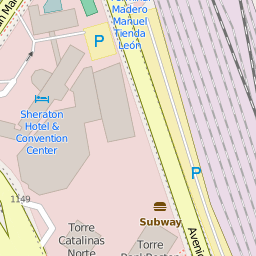 Madero
Manuel
Tienda
León
P
Sheraton
Hotel &
Convention
Center
P
1149
Subway
Torre
Catalinas
Norte
Torre